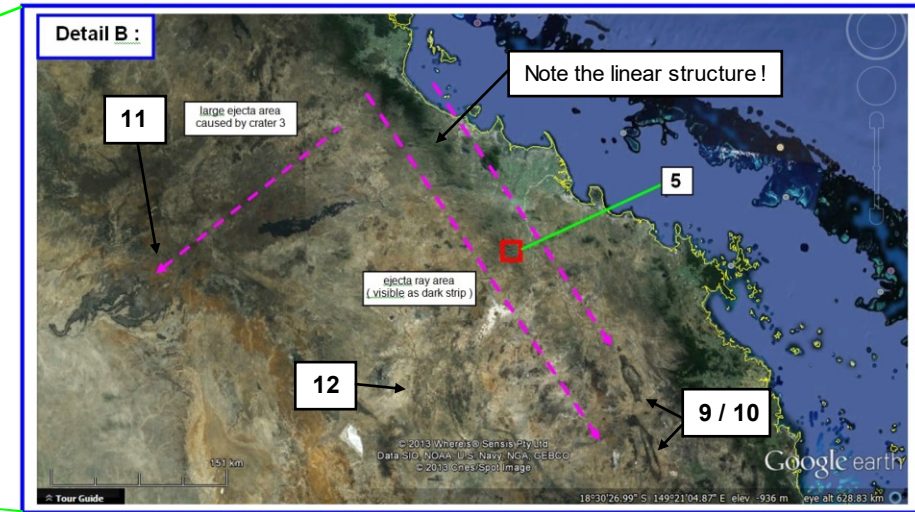 Detail B :
Note the linear structure !
11
large ejecta area
caused by crater 3
5
ejecta ray area
( visible as dark strip )
12
9 / 10
© 2013 Whereis® Sensis Pty Ltd
Data SIO, NOAA, U.S. Navy, NGA, GEBCO
© 2013 Cnes/Spot Image
151 km
Google earth
Tour Guide
18°30'26.99" S 149°21'04.87" E elev -936 m eye alt 628.83 km